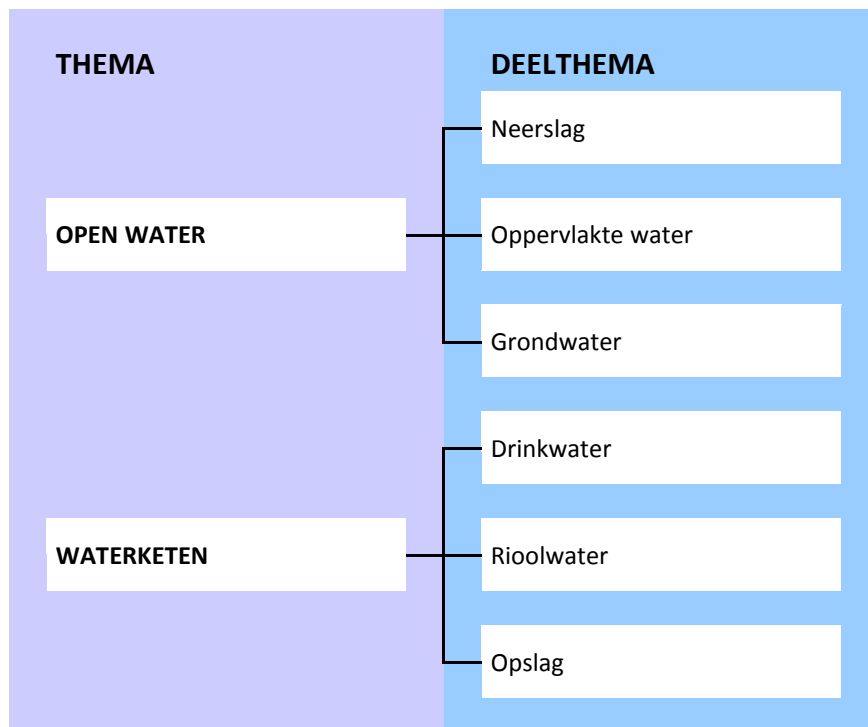 THEMA
DEELTHEMA
Neerslag
OPEN WATER
Oppervlakte water
Grondwater
Drinkwater
WATERKETEN
Rioolwater
Opslag